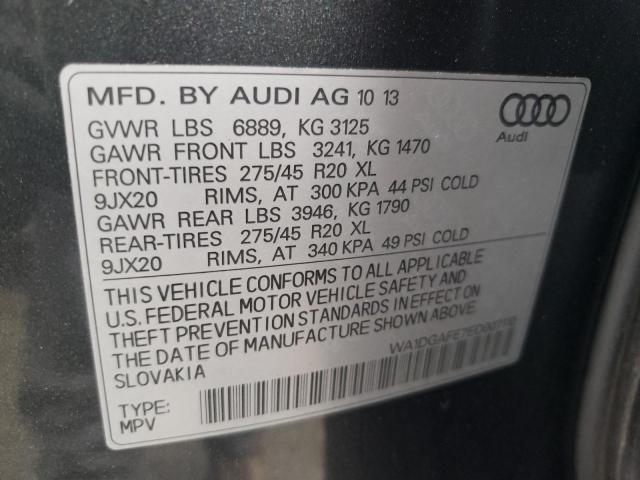 MFD. BY AUDI AG 10 13
Audi
GVWR LBS 6889, KG 3125
GAWR FRONT LBS 3241, KG 1470
FRONT-TIRES 275/45 R20 XL
9JX20 RIMS, AT 300 KPA 44 PSI COLD
GAWR REAR LBS 3946, KG 1790
REAR-TIRES 275/45 R20 XL
9JX20 RIMS, AT 340 KPA 49 PSI COLD
THIS VEHICLE CONFORMS TO ALL APPLICABLE
U.S. FEDERAL MOTOR VEHICLE SAFETY AND
THEFT PREVENTION STANDARDS IN EFFECT ON
THE DATE OF MANUFACTURE SHOWN ABOVE
SLOVAKIA
TYPE:
MPV